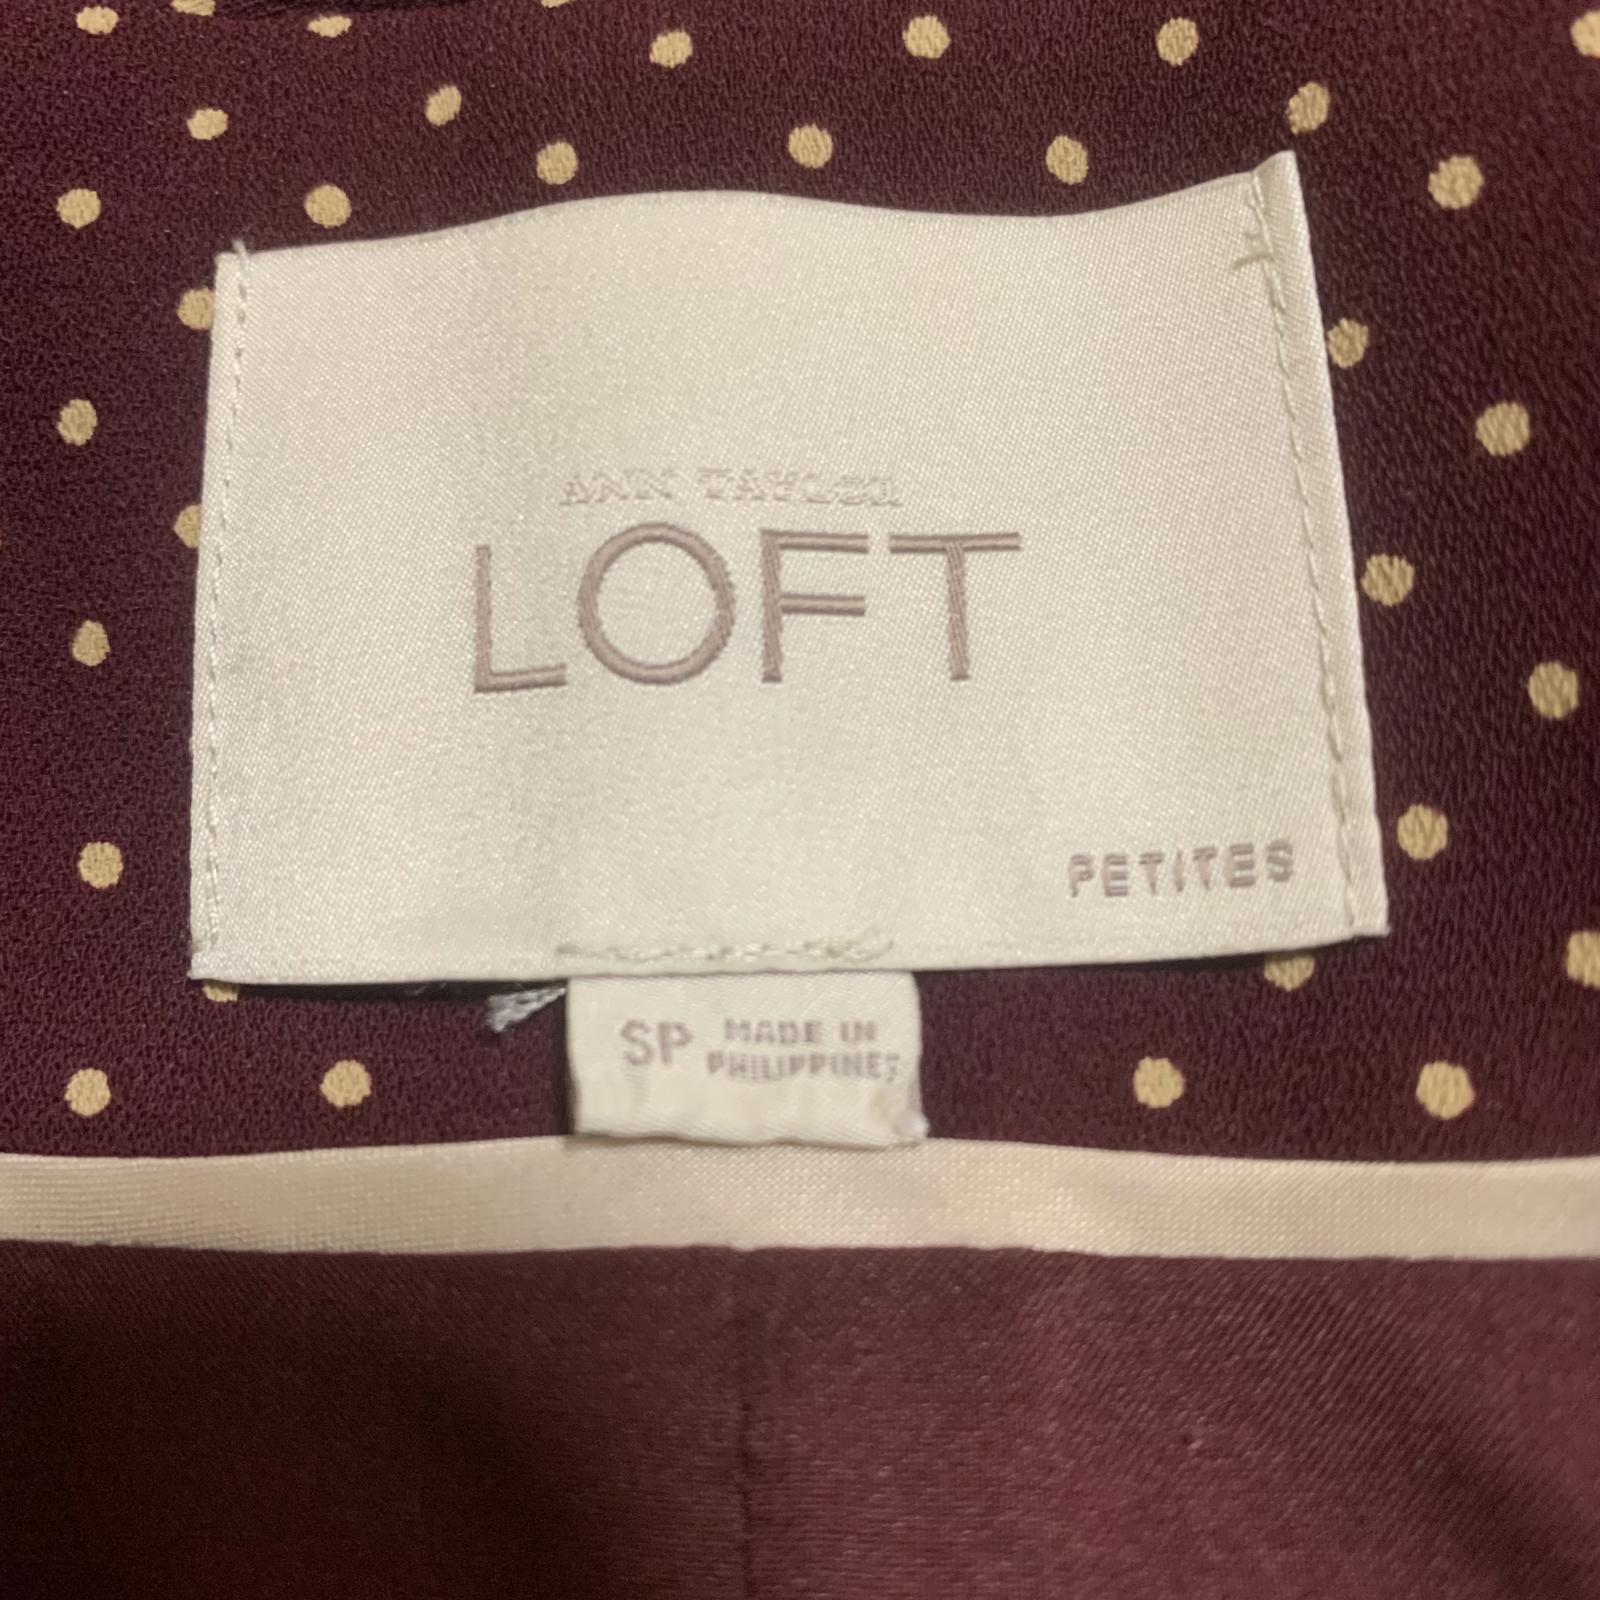 ANN TAYLOR
LOFT
PETITES
SP MADE IN
PHILIPPINES